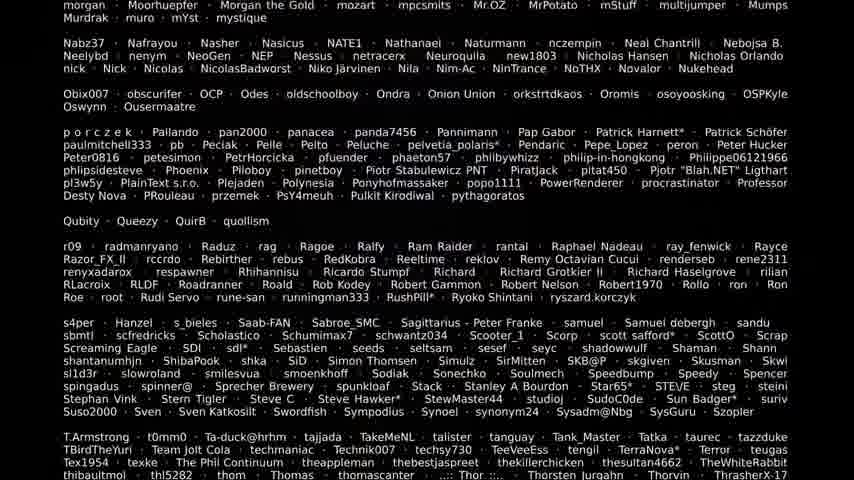 morgan · Moorhuepfer · Morgan the Gold · mozart · mpcsmits · Mr.OZ · MrPotato · mStuff · multijumper · Mumps
Murdrak · muro · mYst · mystique
Nabz37 · Nafrayou · Nasher · Nasicus · NATE1 · Nathanaei · Naturmann · nczempin · Neal Chantrill · Nebojsa B.
Neelybd · nenym · NeoGen · NEP · Nessus · netracerx · Neuroquila · new1803 · Nicholas Hansen · Nicholas Orlando
nick · Nick · Nicolas · NicolasBadworst · Niko Järvinen · Nila · Nim-Ac · NinTrance · NoTHX · Novalor · Nukehead
Obix007 · obscurifer · OCP · Odes · oldschoolboy · Ondra · Onion Union · orkstrtdkaos · Oromis · osoyoosking · OSPKyle
Oswynn · Ousermaatre
p o r c z e k · Pailando · pan2000 · panacea · panda7456 · Pannimann · Pap Gabor · Patrick Harnett* · Patrick Schöfer
paulmitchell333 · pb · Peciak · Pelle · Pelto · Peluche · pelvetia_polaris* · Pendaric · Pepe_Lopez · peron · Peter Hucker
Peter0816 · petesimon · PetrHorcicka · pfuender · phaeton57 · philbywhizz · philip-in-hongkong · Philippe06121966
phlipsidesteve · Phoenix · Piloboy · pinetboy · Piotr Stabulewicz PNT · PiratJack · pitat450 · Pjotr "Blah.NET" Ligthart
pl3w5y · PlainText s.r.o. · Plejaden · Polynesia · Ponyhofmassaker · popo1111 · PowerRenderer · procrastinator · Professor
Desty Nova · PRouleau · przemek · PsY4meuh · Pulkit Kirodiwal · pythagoratos
Qubity · Queezy · QuirB · quollism
r09 · radmanryano · Raduz · rag · Ragoe · Ralfy · Ram Raider · rantal · Raphael Nadeau · ray_fenwick · Rayce
Razor_FX_II · rccrdo · Rebirther · rebus · RedKobra · Reeltime · reklov · Remy Octavian Cucui · renderseb · rene2311
renyxadarox · respawner · Rhihannisu · Ricardo Stumpf · Richard · Richard Grotkier II · Richard Haselgrove · rilian
RLacroix · RLDF · Roadranner · Roald · Rob Kodey · Robert Gammon · Robert Nelson · Robert1970 · Rollo · ron · Ron
Roe · root · Rudi Servo · rune-san · runningman333 · RushPill* · Ryoko Shintani · ryszard.korczyk
s4per · Hanzel · s_bieles · Saab-FAN · Sabroe_SMC · Sagittarius - Peter Franke · samuel · Samuel debergh · sandu
sbmtl · scfredricks · Scholastico · Schumimax7 · schwantz034 · Scooter_1 · Scorp · scott safford* · ScottO · Scrap
Screaming Eagle · SDI · sdl* · Sebastien · seeds · seltsam · sesef · seyc · shadowwulf · Shaman · Shann
shantanumhjn · ShibaPook · shka · SiD · Simon Thomsen · Simulz · SirMitten · SKB@P · skgiven · Skusman · Skwi
sl1d3r · slowroland · smilesvua · smoenkhoff · Sodiak · Sonechko · Soulmech · Speedbump · Speedy · Spencer
spingadus · spinner@ · Sprecher Brewery · spunkloaf · Stack · Stanley A Bourdon · Star65* · STE\/E · steg · steini
Stephan Vink · Stern Tigler · Steve C · Steve Hawker* · StewMaster44 · studioj · SudoC0de · Sun Badger* · suriv
Suso2000 · Sven · Sven Katkosilt · Swordfish · Sympodius · Synoel · synonym24 · Sysadm@Nbg · SysGuru · Szopler
T.Armstrong · t0mm0 · Ta-duck@hrhm · tajjada · TakeMeNL · talister · tanguay · Tank_Master · Tatka · taurec · tazzduke
TBirdTheYuri · Team Jolt Cola · techmaniac · Technik007 · techsy730 · TeeVeeEss · tengil · TerraNova* · Terror · teugas
Tex1954 · texke · The Phil Continuum · theappleman · thebestjaspreet · thekillerchicken · thesultan4662 · TheWhiteRabbit
thibaultmol · thl5282 · thom · Thomas · thomascanter · ..:: Thor ::.. · Thorsten Jurgahn · Thorvin · ThrasherX-17